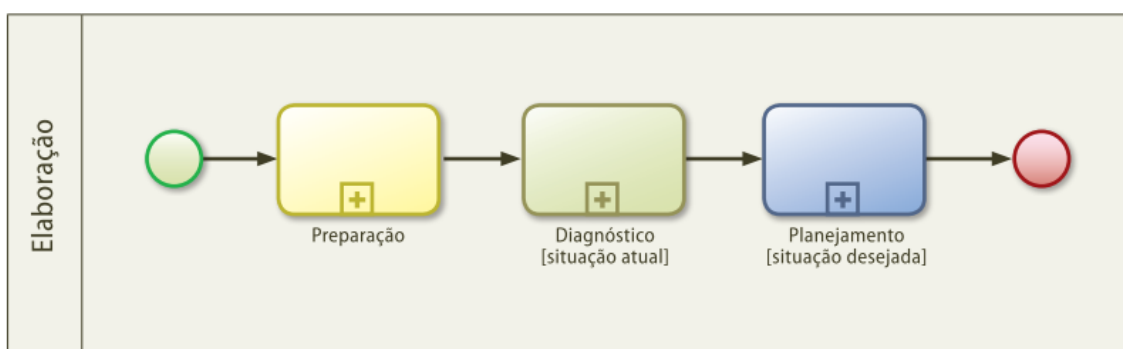 Elaboração
Preparação
Diagnóstico
[situação atual]
Planejamento
[situação desejada]